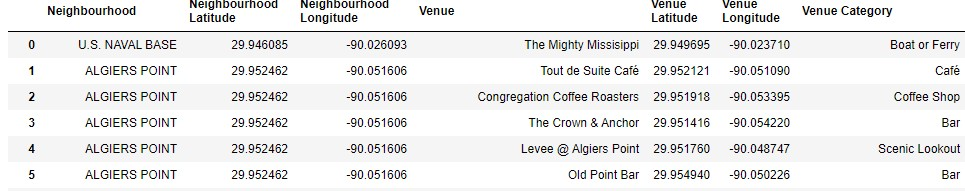 Neighbourhood Neighbourhood Latitude Neighbourhood Longitude Venue Venue Latitude Venue Longitude Venue Category
0 U.S. NAVAL BASE 29.946085 -90.026093 The Mighty Missisippi 29.949695 -90.023710 Boat or Ferry
1 ALGIERS POINT 29.952462 -90.051606 Tout de Suite Café 29.952121 -90.051090 Café
2 ALGIERS POINT 29.952462 -90.051606 Congregation Coffee Roasters 29.951918 -90.053395 Coffee Shop
3 ALGIERS POINT 29.952462 -90.051606 The Crown & Anchor 29.951416 -90.054220 Bar
4 ALGIERS POINT 29.952462 -90.051606 Levee @ Algiers Point 29.951760 -90.048747 Scenic Lookout
5 ALGIERS POINT 29.952462 -90.051606 Old Point Bar 29.954940 -90.050226 Bar